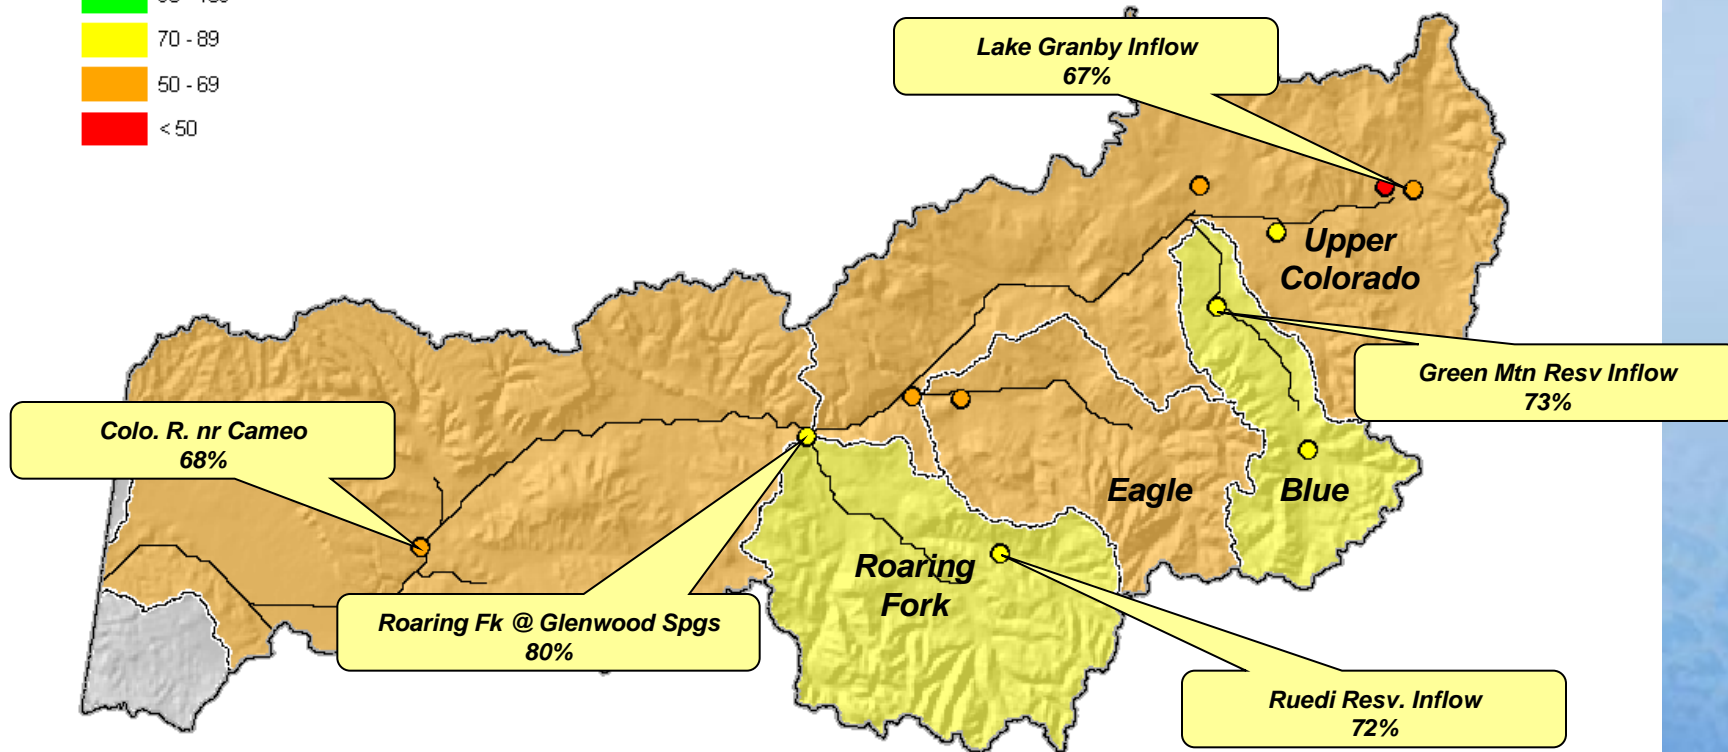 70 - 89
50 - 69
< 50
Lake Granby Inflow
67%
Upper
Colorado
Green Mtn Resv Inflow
73%
Colo. R. nr Cameo
68%
Eagle
Blue
Roaring
Fork
Roaring Fk @ Glenwood Spgs
80%
Ruedi Resv. Inflow
72%